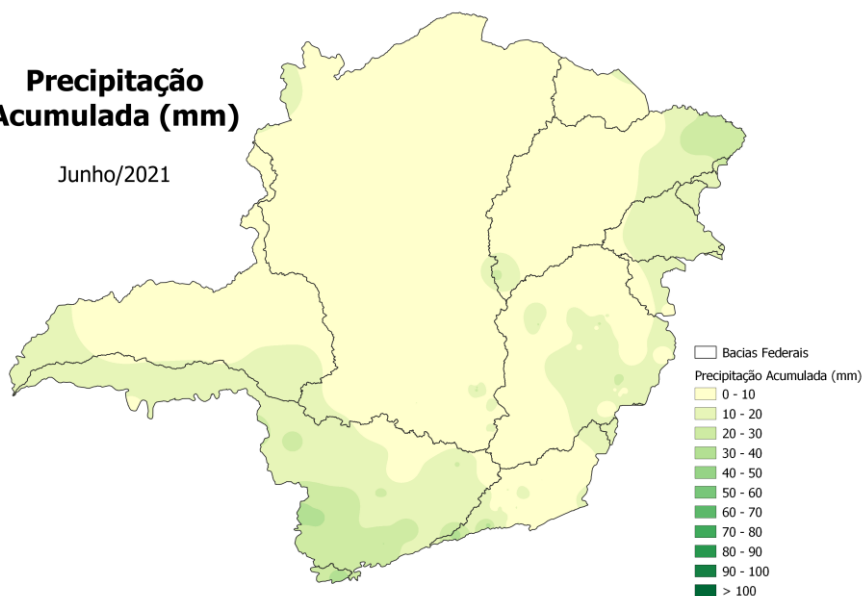 Precipitação
Acumulada (mm)
Junho/2021
Bacias Federais
Precipitação Acumulada (mm)
0 - 10
10 - 20
20 - 30
30 - 40
40 - 50
50 - 60
60 - 70
70 - 80
80 - 90
90 - 100
> 100